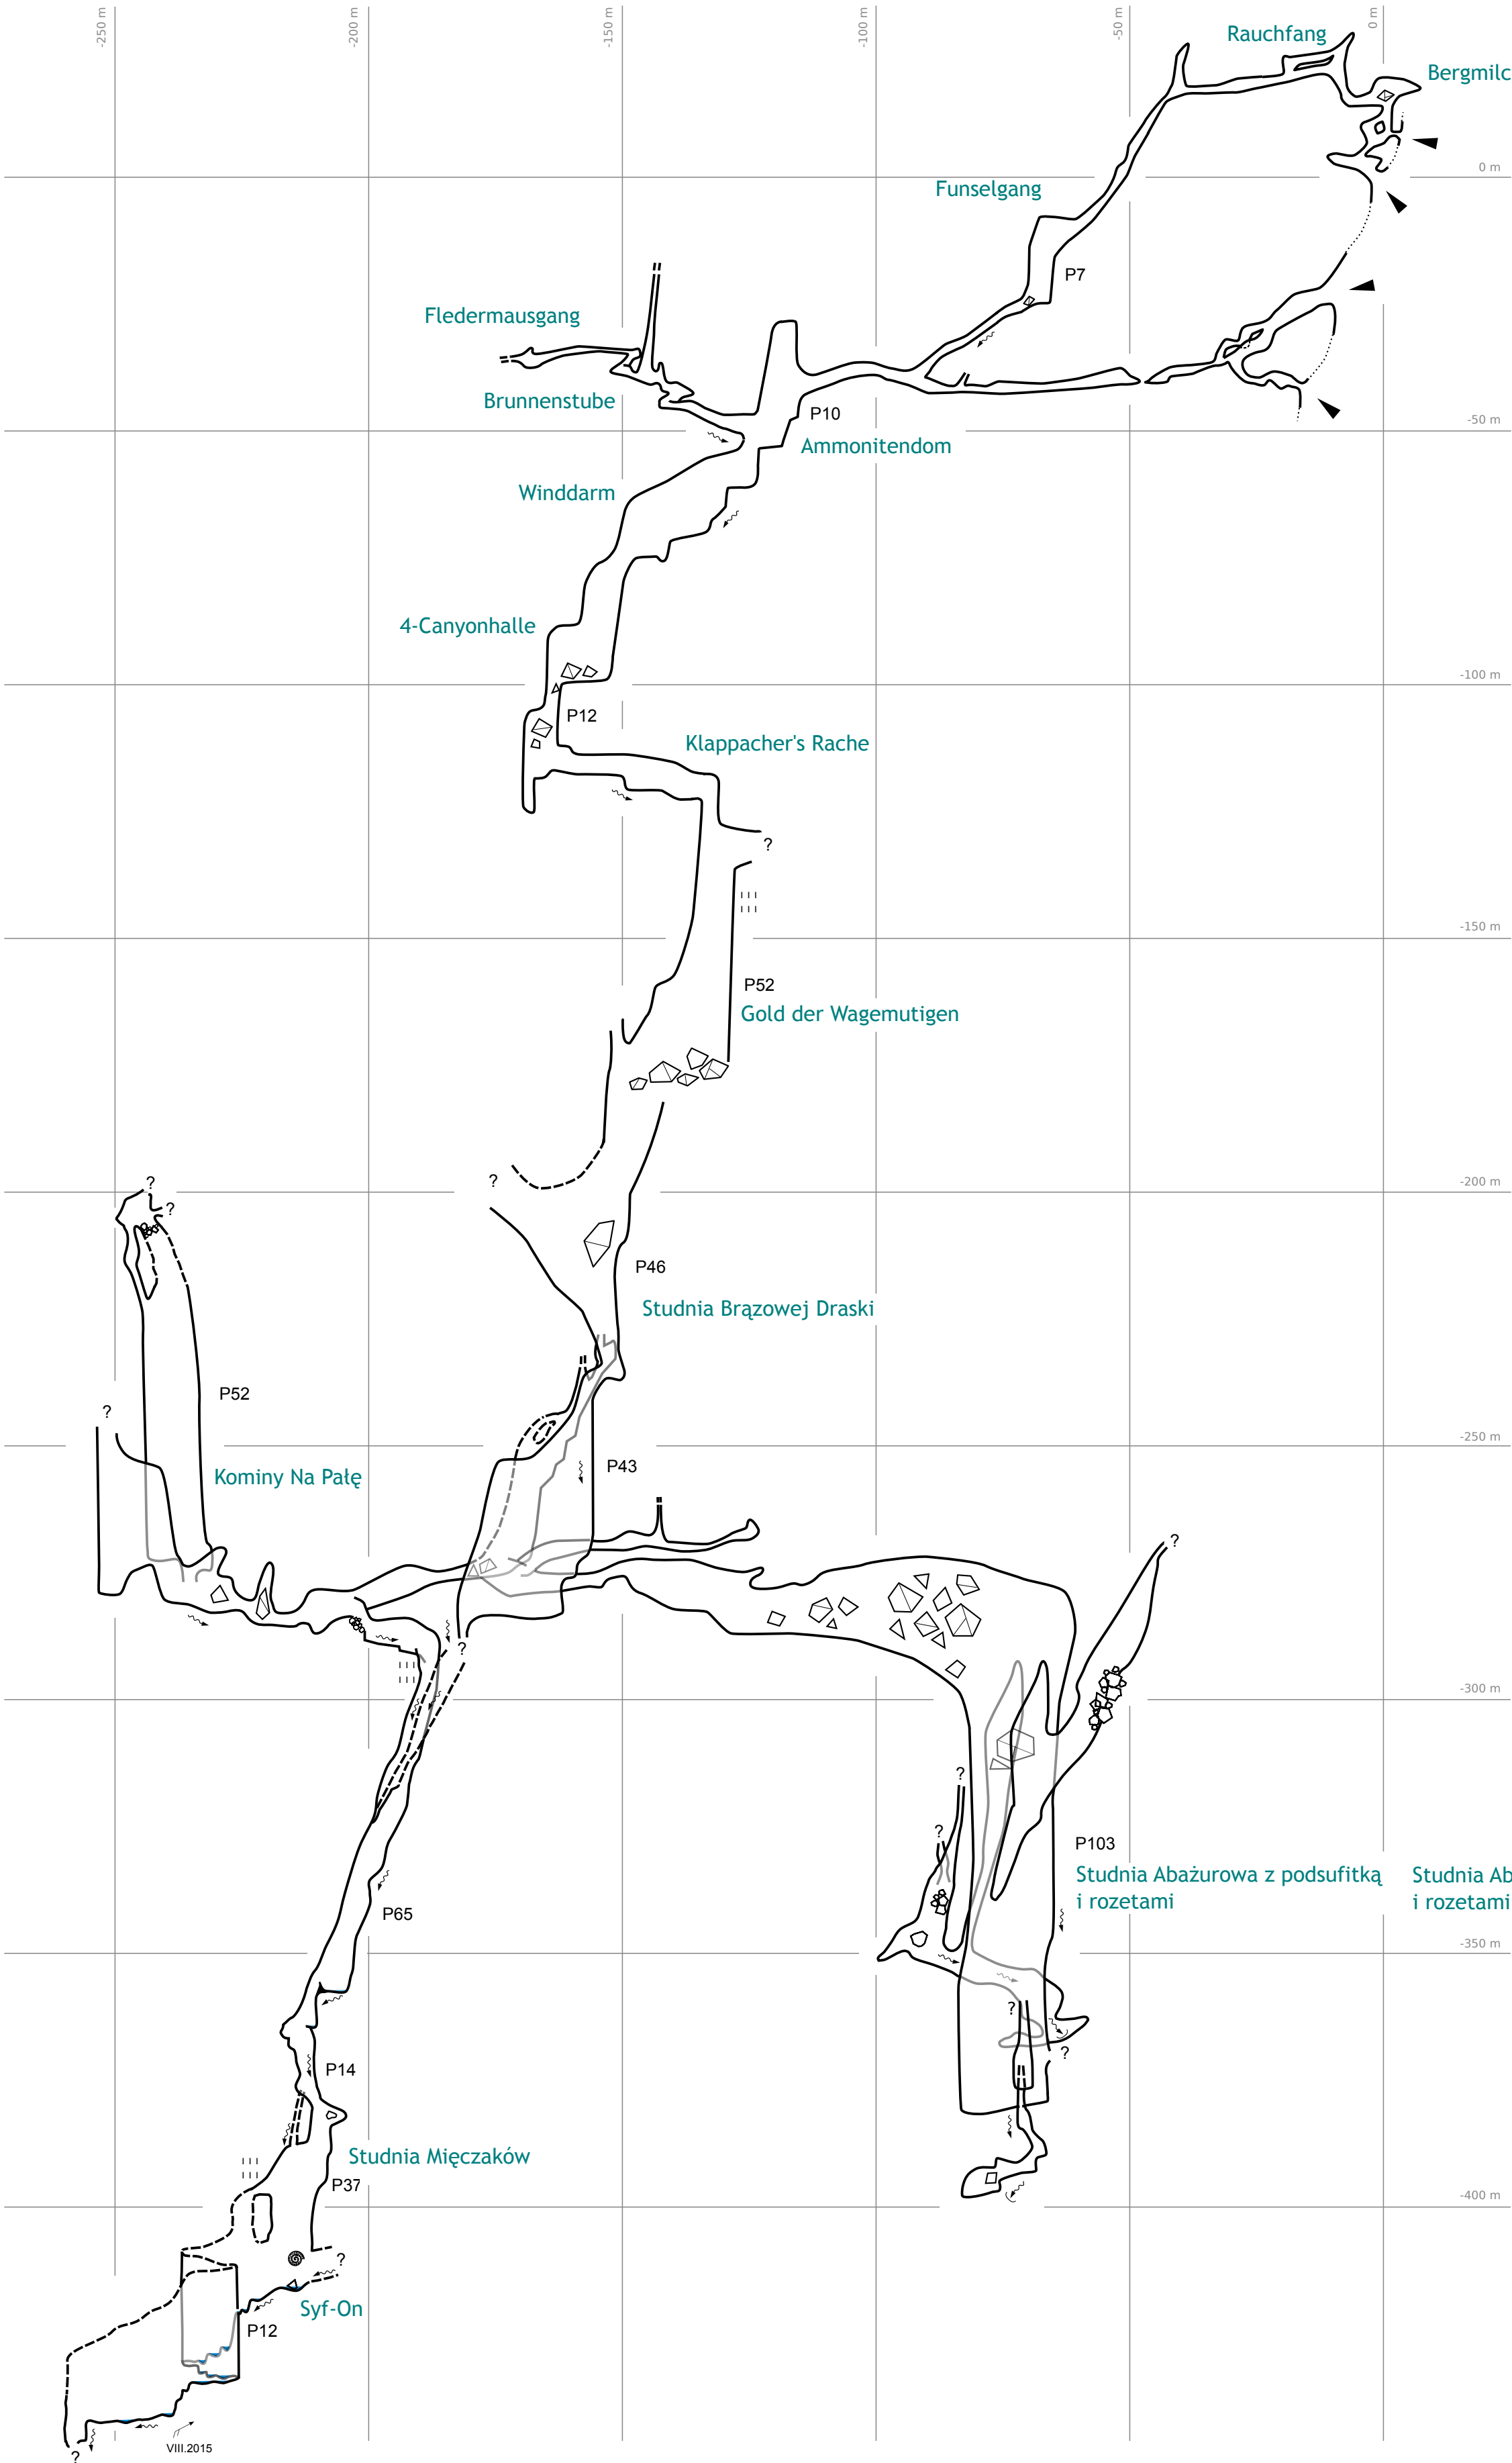 -250 m
-200 m
-150 m
-100 m
-50 m
0 m
Rauchfang
Bergmilc
0 m
Funselgang
P7
Fledermausgang
Brunnenstube
P10
-50 m
Ammonitendom
Winddarm
4-Canyonhalle
-100 m
P12
Klappacher's Rache
?
-150 m
P52
Gold der Wagemutigen
?
?
-200 m
?
P46
Studnia Brązowej Draski
P52
?
-250 m
P43
Kominy Na Pałę
?
?
-300 m
?
?
P103
Studnia Abażurowa z podsufitką
i rozetami
Studnia Ab
i rozetami
P65
-350 m
?
?
P14
Studnia Mięczaków
P37
-400 m
?
Syf-On
P12
VIII.2015
?